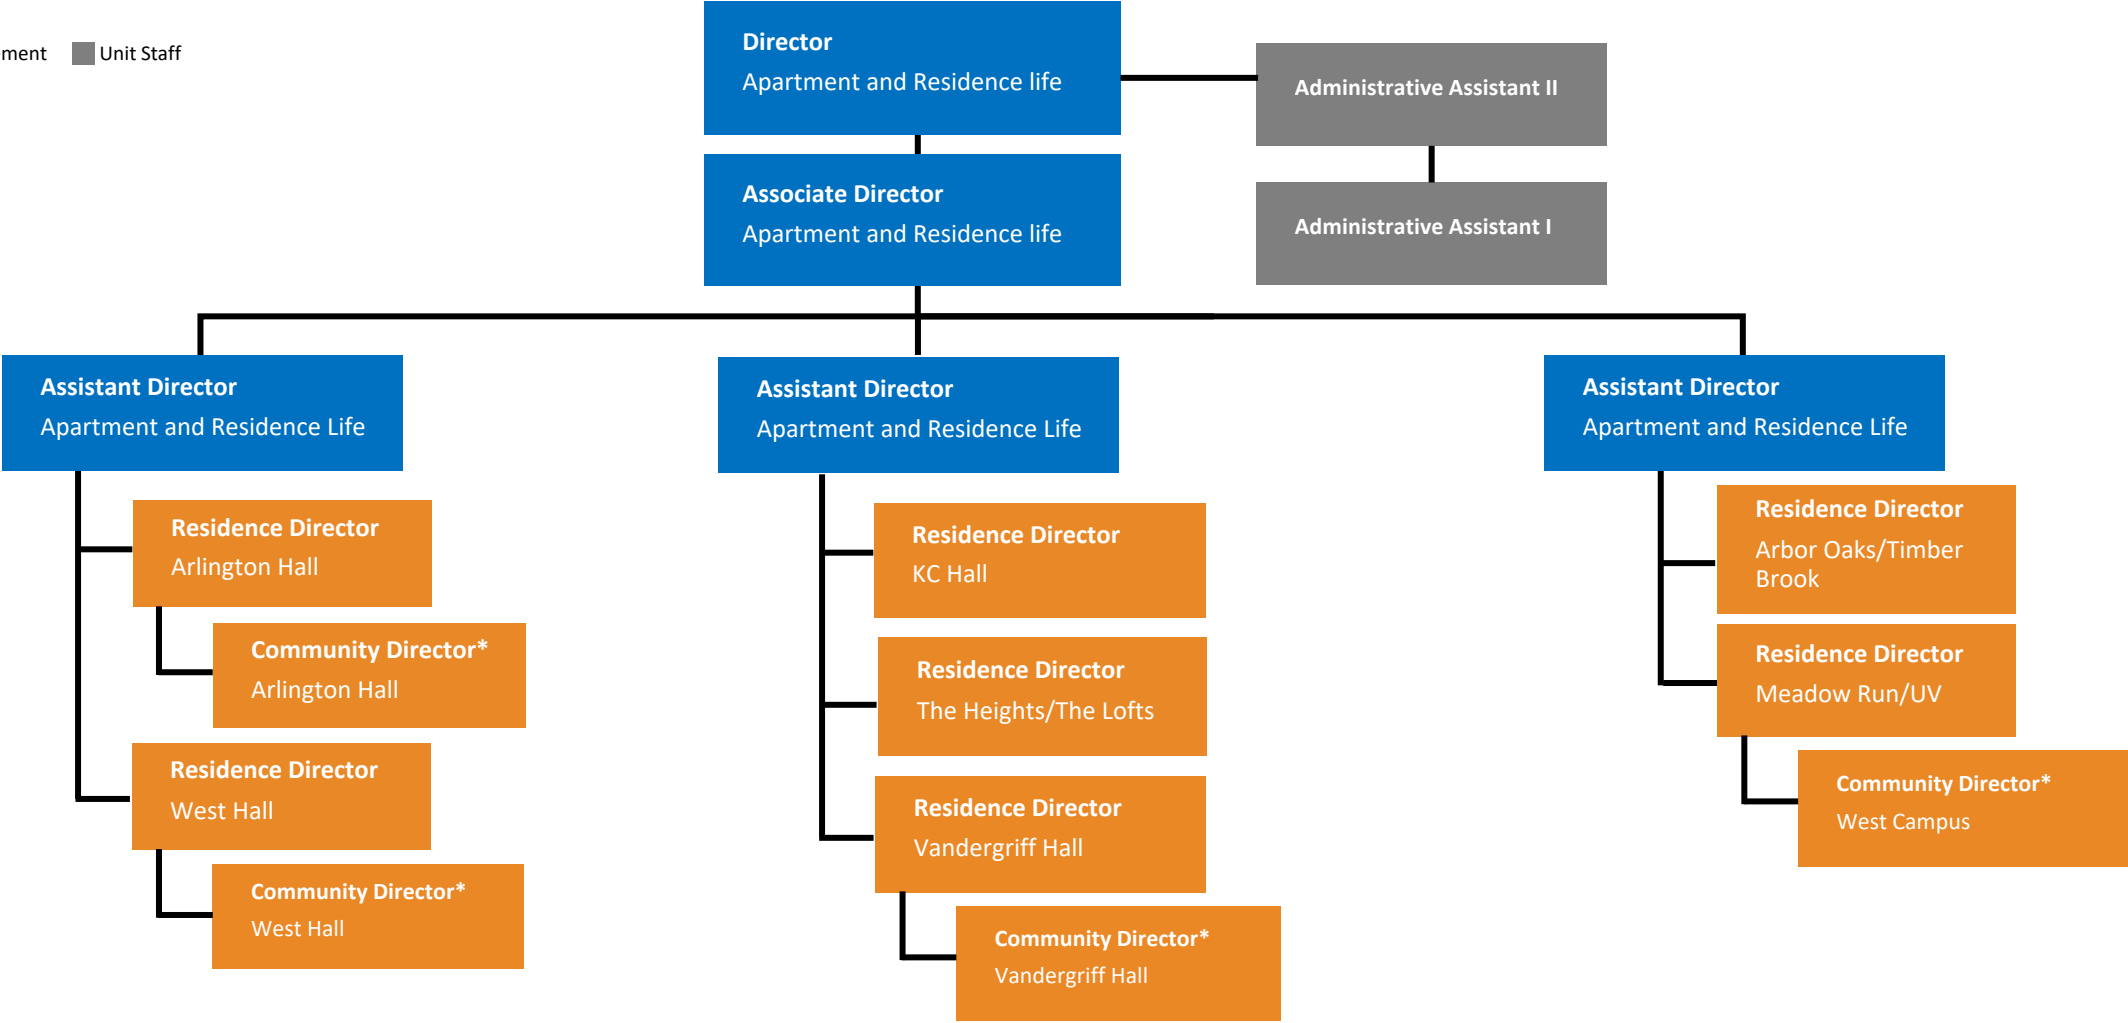 ment
Unit Staff
Director
Apartment and Residence life
Administrative Assistant II
Associate Director
Apartment and Residence life
Administrative Assistant I
Assistant Director
Apartment and Residence Life
Residence Director
Arlington Hall
Community Director*
Arlington Hall
Residence Director
West Hall
Community Director*
West Hall
Assistant Director
Apartment and Residence Life
Residence Director
KC Hall
Residence Director
The Heights/The Lofts
Residence Director
Vandergriff Hall
Community Director*
Vandergriff Hall
Assistant Director
Apartment and Residence Life
Residence Director
Arbor Oaks/Timber
Brook
Residence Director
Meadow Run/UV
Community Director*
West Campus